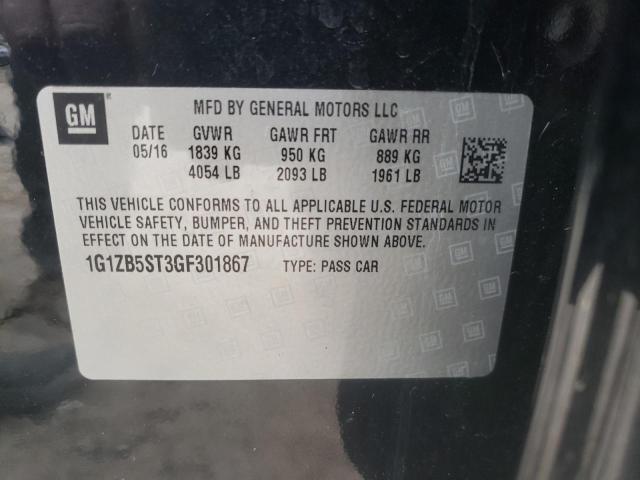 GM
MFD BY GENERAL MOTORS LLC
DATE GVWR GAWR FRT GAWR RR
05/16 1839 KG 950 KG 889 KG
4054 LB 2093 LB 1961 LB
THIS VEHICLE CONFORMS TO ALL APPLICABLE U.S. FEDERAL MOTOR
VEHICLE SAFETY, BUMPER, AND THEFT PREVENTION STANDARDS IN
EFFECT ON THE DATE OF MANUFACTURE SHOWN ABOVE.
1G1ZB5ST3GF301867 TYPE: PASS CAR